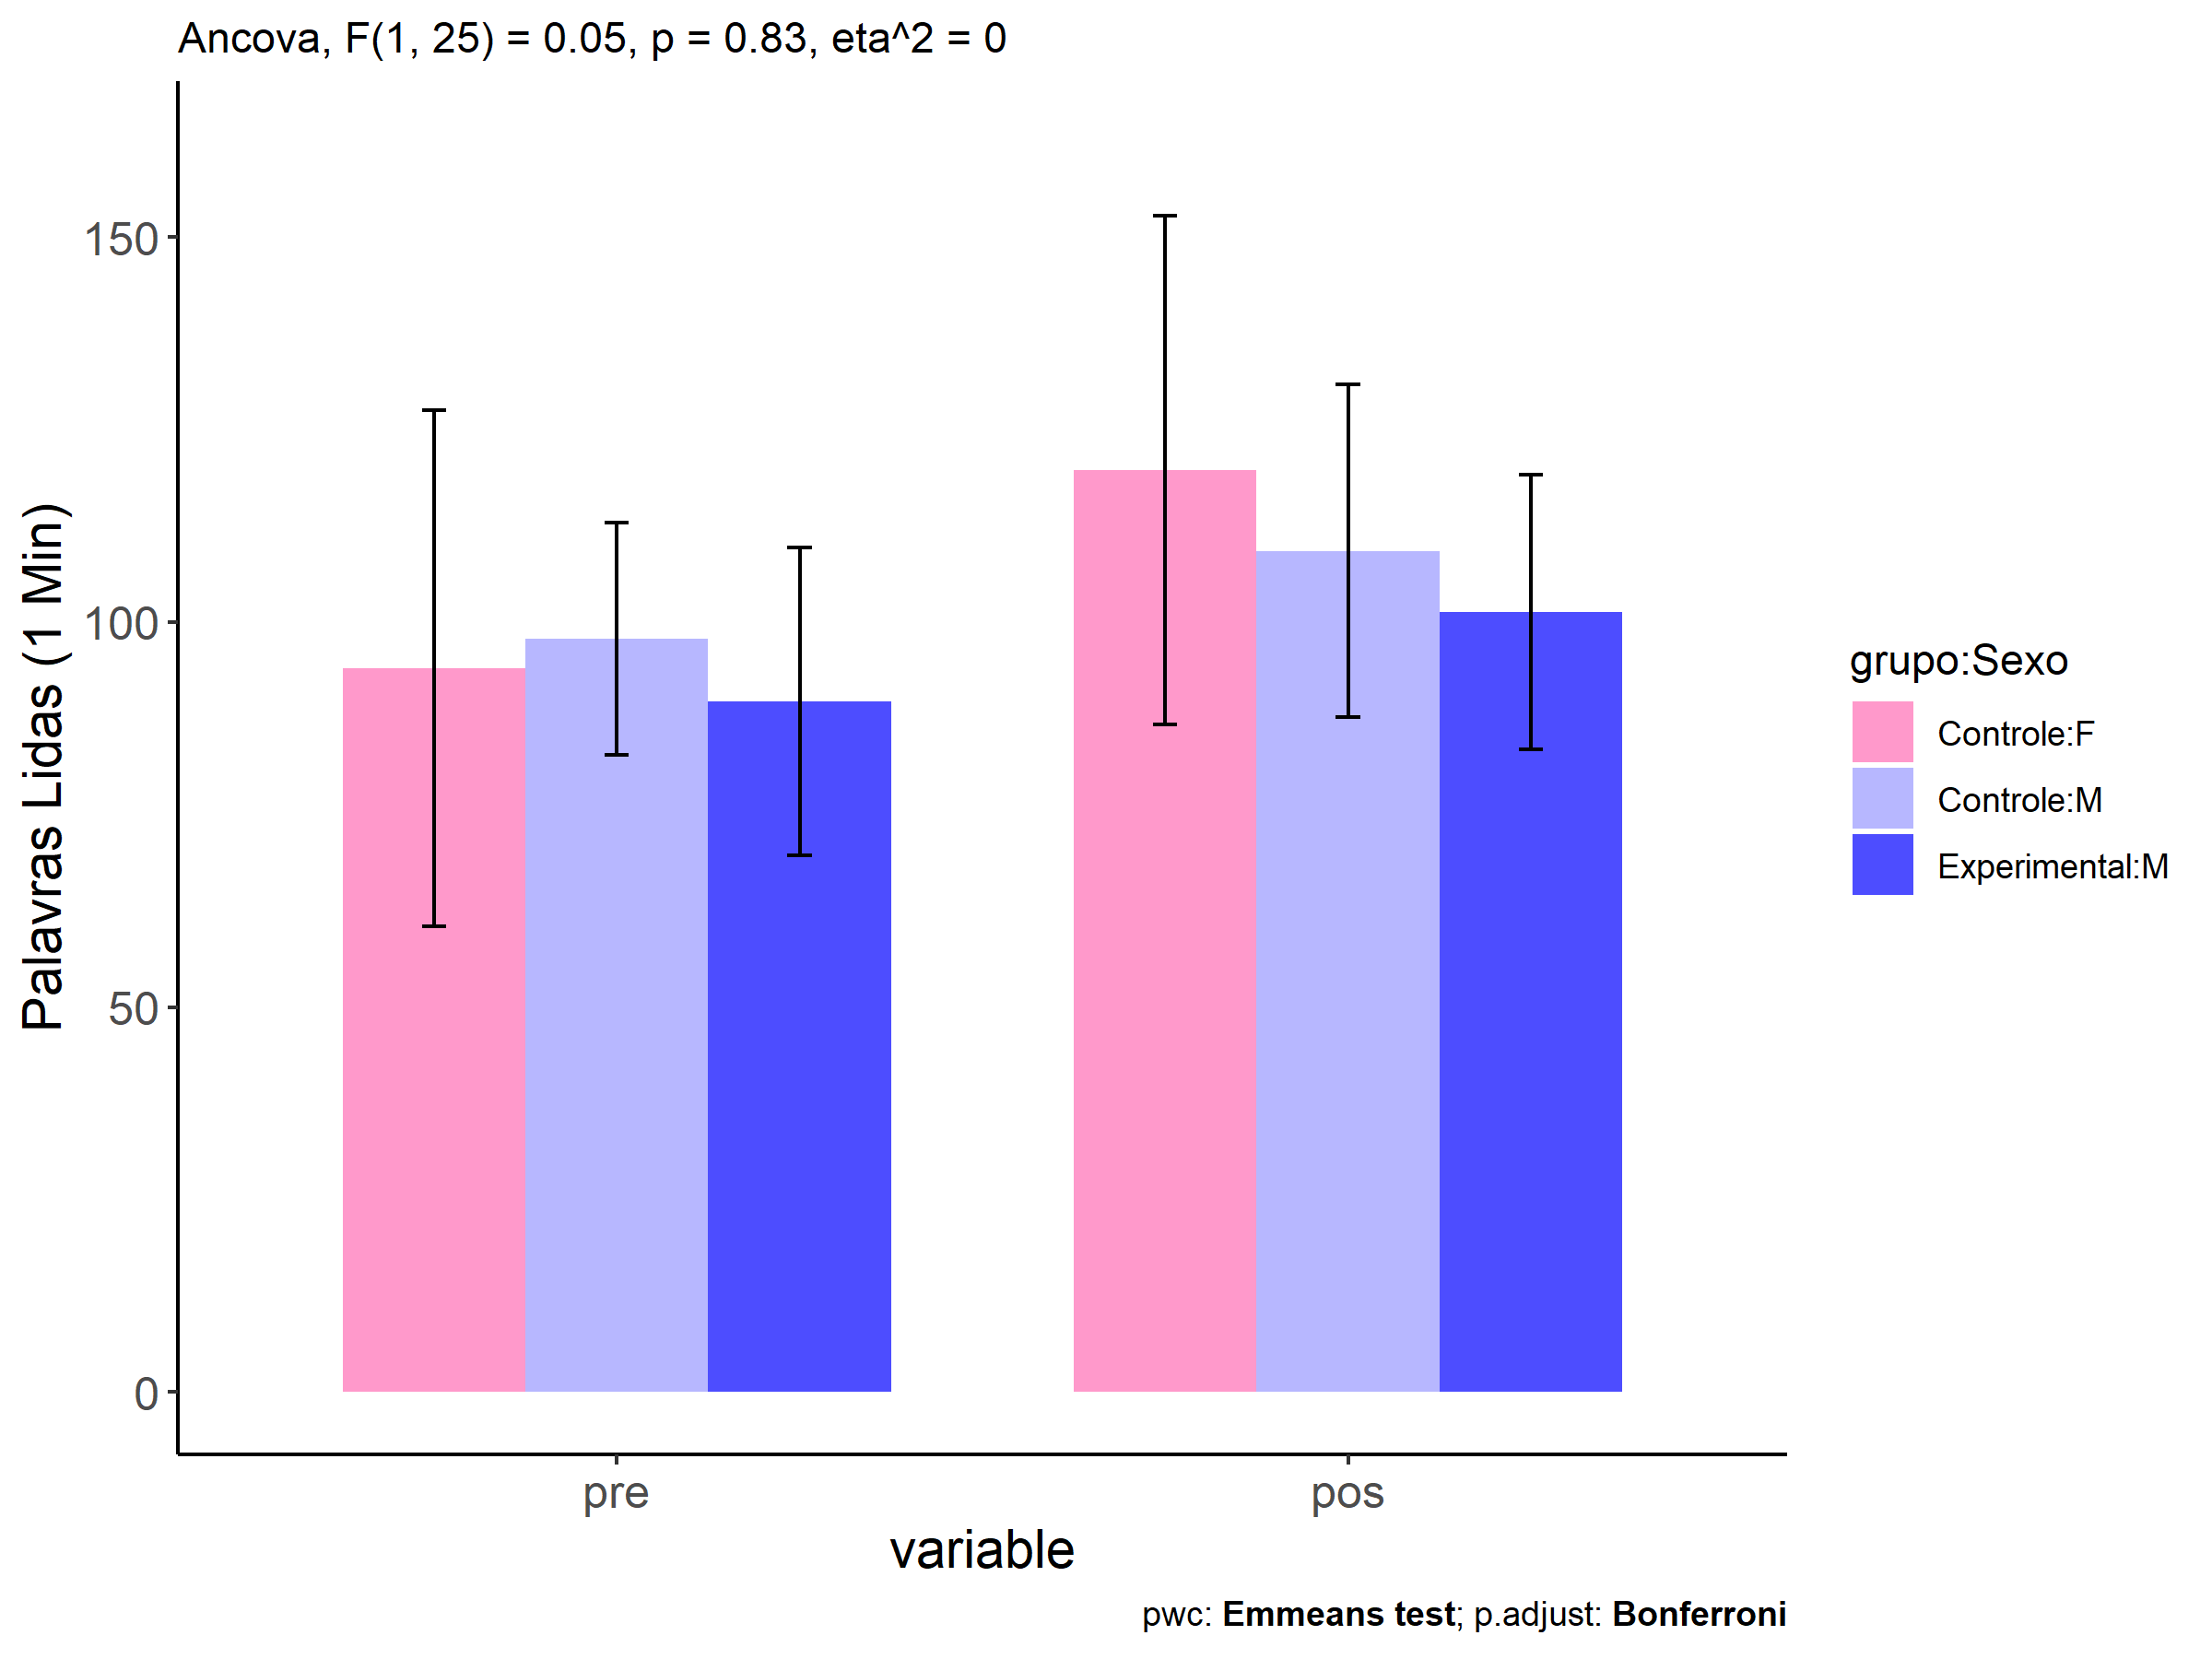 Ancova, F(1, 25) = 0.05, p = 0.83, eta^2 = 0
Palavras Lidas (1 Min)
150
100
50
0
pre
pos
variable
grupo:Sexo
Controle:F
Controle:M
Experimental:M
pwc: Emmeans test; p.adjust: Bonferroni